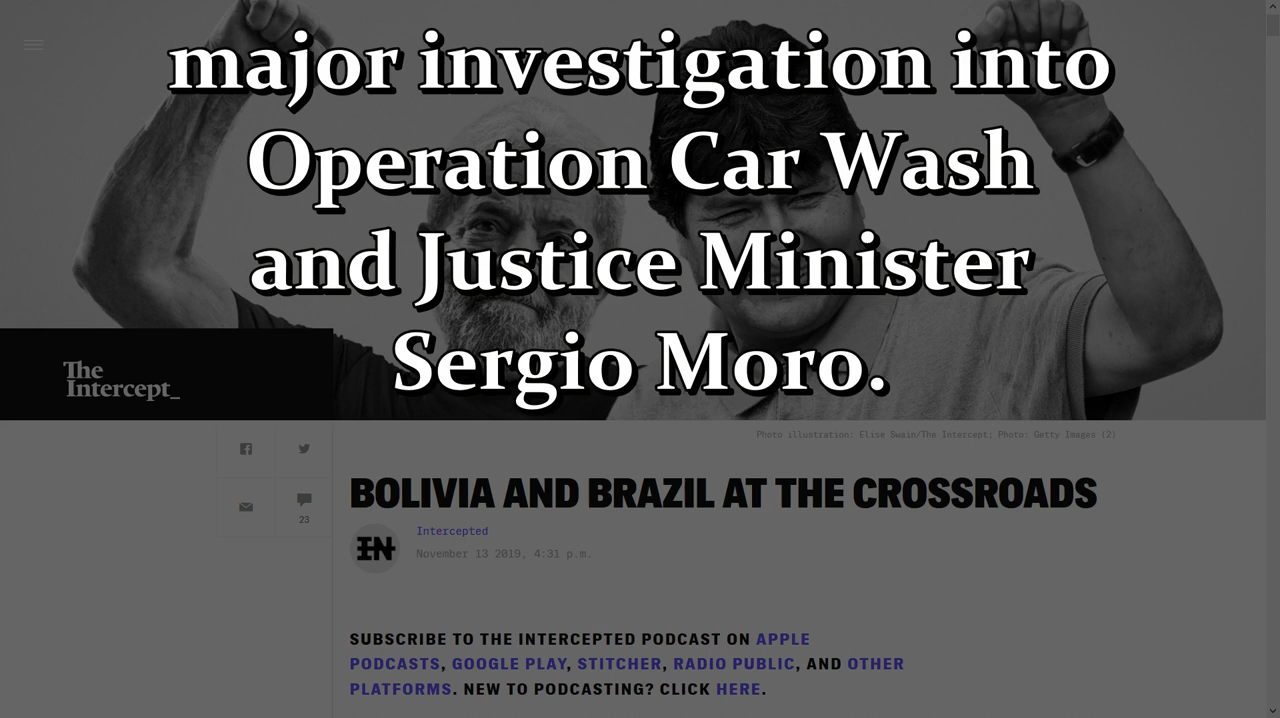 major investigation into
Operation Car Wash
and Justice Minister
Sergio Moro.
The
Intercept_
Photo illustration: Elise Swain/The Intercept; Photo: Getty Images (2)
23
BOLIVIA AND BRAZIL AT THE CROSSROADS
IN
Intercepted
November 13 2019, 4:31 p.m.
SUBSCRIBE TO THE INTERCEPTED PODCAST ON APPLE
PODCASTS, GOOGLE PLAY, STITCHER, RADIO PUBLIC, AND OTHER
PLATFORMS. NEW TO PODCASTING? CLICK HERE.